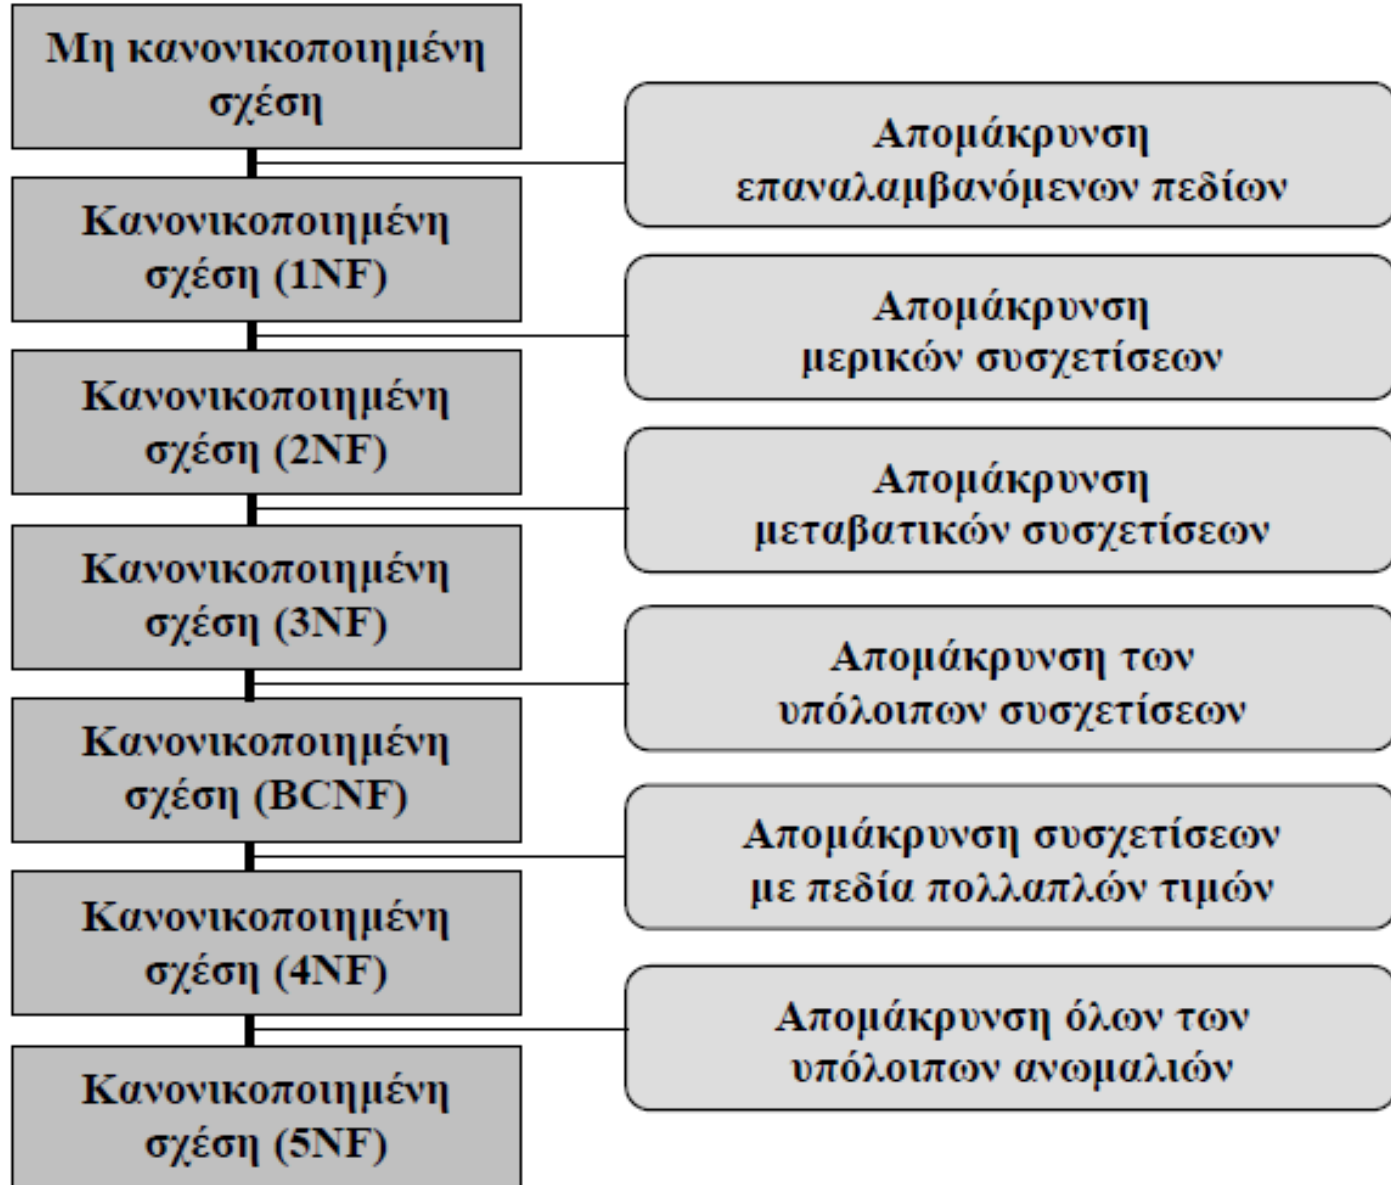 Μη κανονικοποιημένη
σχέση
Απομάκρυνση
επαναλαμβανόμενων πεδίων
Κανονικοποιημένη
σχέση (1NF)
Απομάκρυνση
μερικών συσχετίσεων
Κανονικοποιημένη
σχέση (2NF)
Απομάκρυνση
μεταβατικών συσχετίσεων
Κανονικοποιημένη
σχέση (3NF)
Απομάκρυνση των
υπόλοιπων συσχετίσεων
Κανονικοποιημένη
σχέση (BCNF)
Απομάκρυνση συσχετίσεων
με πεδία πολλαπλών τιμών
Κανονικοποιημένη
σχέση (4NF)
Απομάκρυνση όλων των
υπόλοιπων ανωμαλιών
Κανονικοποιημένη
σχέση (5NF)